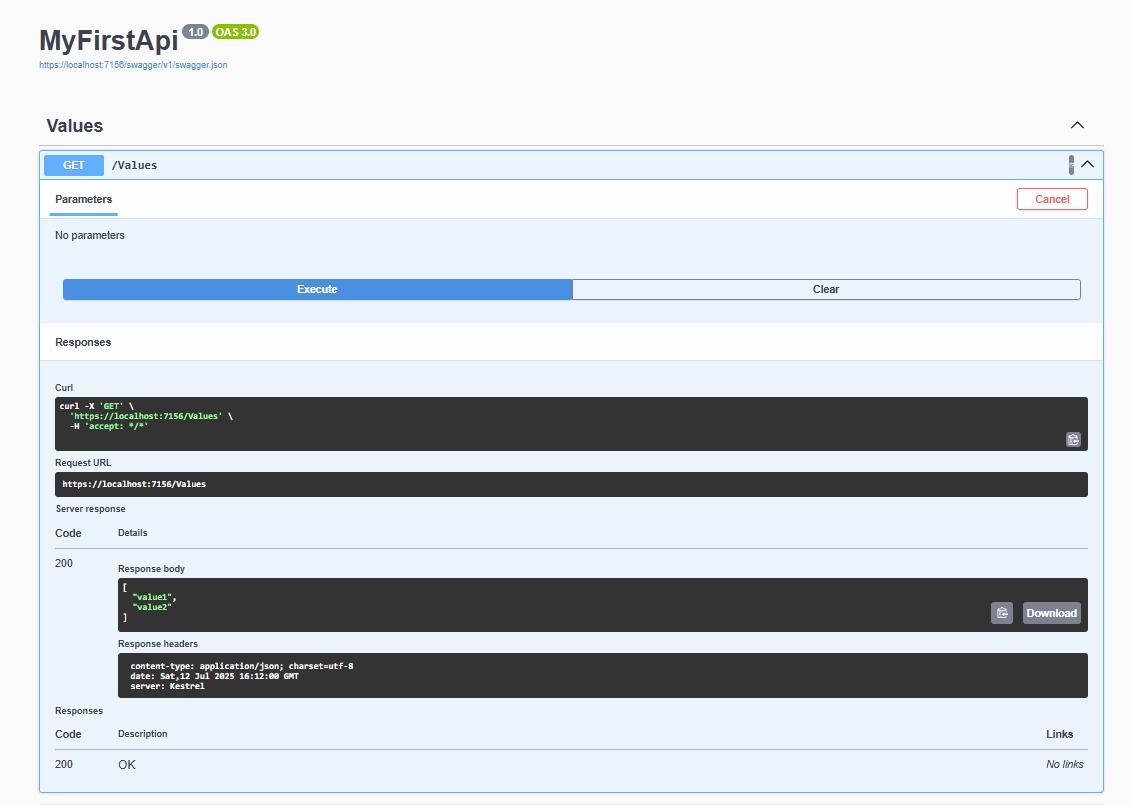 MyFirstApi 1.0 OAS 3.0
https://localhost:7156/swagger/v1/swagger.json
Values
GET /Values
Parameters Cancel
No parameters
Execute Clear
Responses
Curl
curl -X 'GET' \
'https://localhost:7156/Values' \
-H 'accept: */*'
Request URL
https://localhost:7156/Values
Server response
Code Details
200
Response body
[
"value1",
"value2"
]
Download
Response headers
content-type: application/json; charset=utf-8
date: Sat,12 Jul 2025 16:12:00 GMT
server: Kestrel
Responses
Code Description Links
200 OK No links